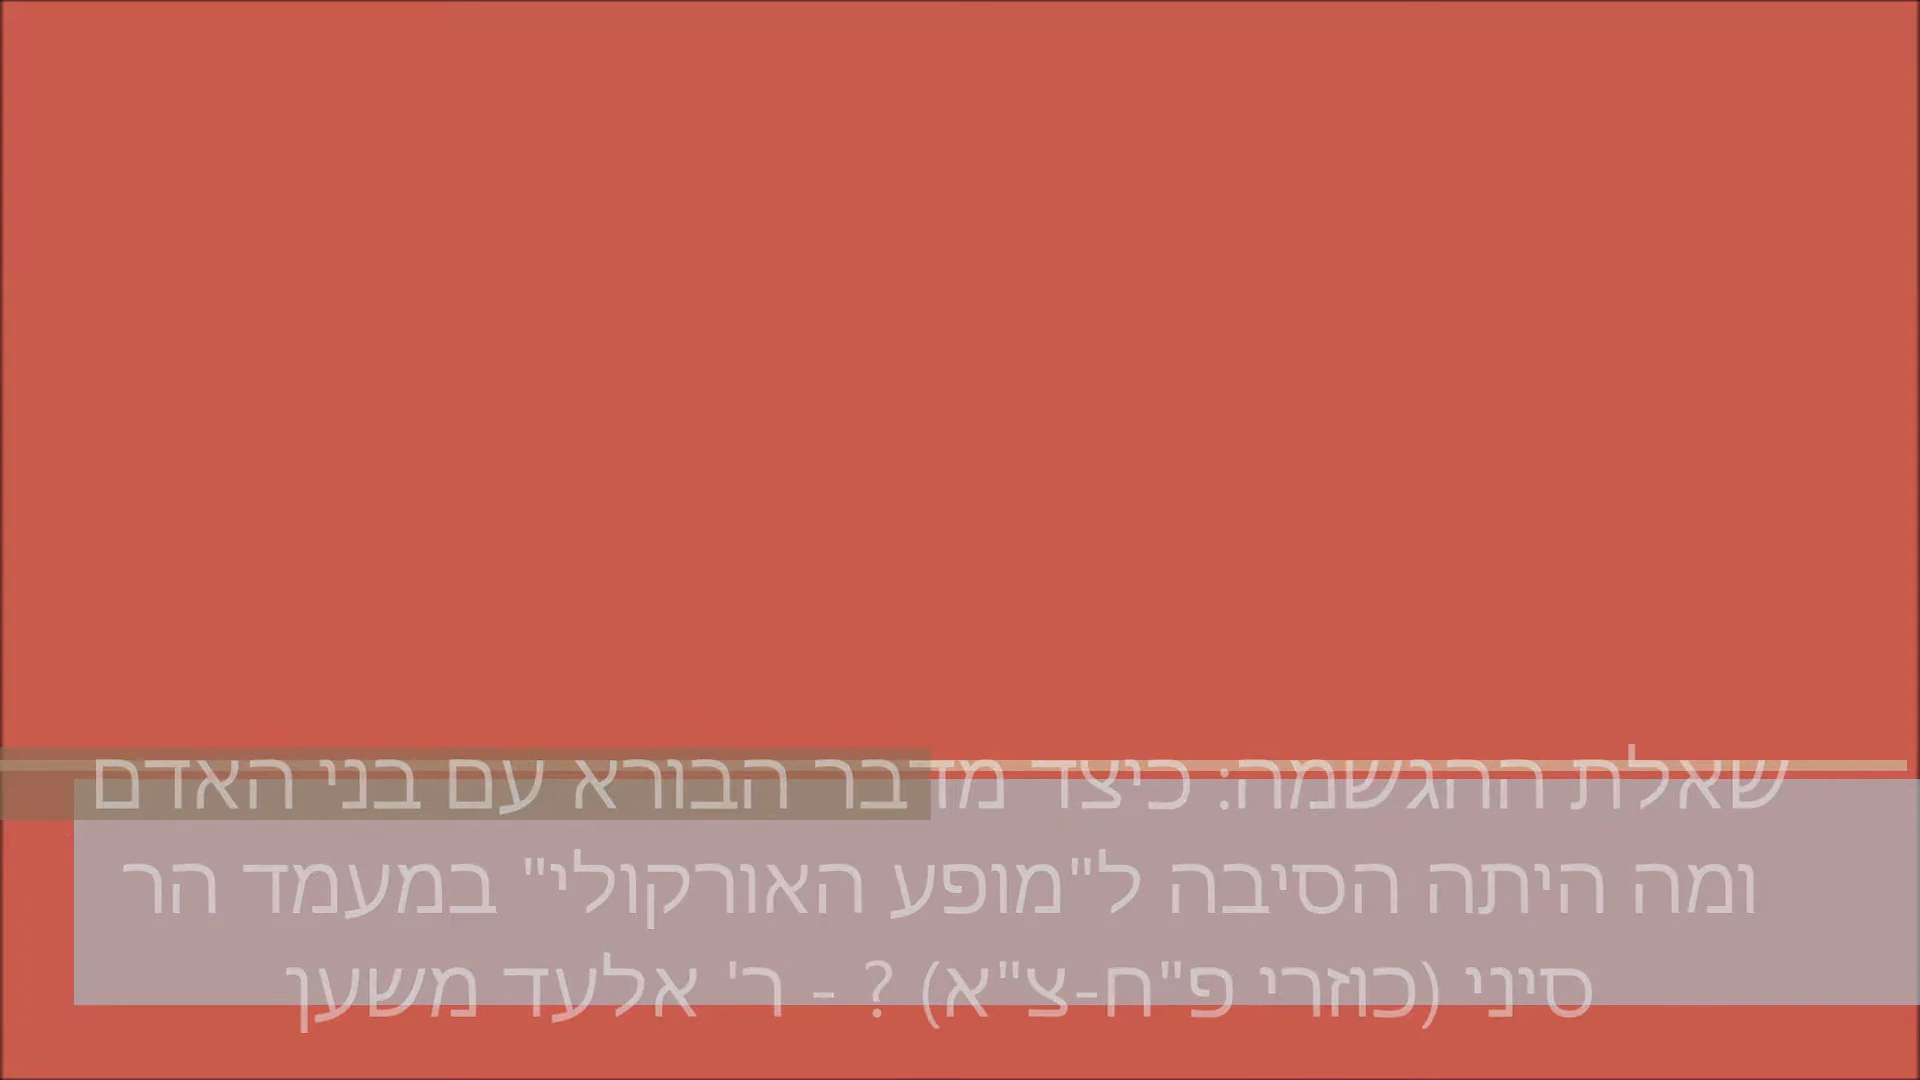 שאלת ההגשמה: כיצד מדבר הבורא עם בני האדם
ומה היתה הסיבה ל"מופע האורקולי" במעמד הר
סיני (כוזרי פ"ח-צ"א) ? - ר' אלעד משען